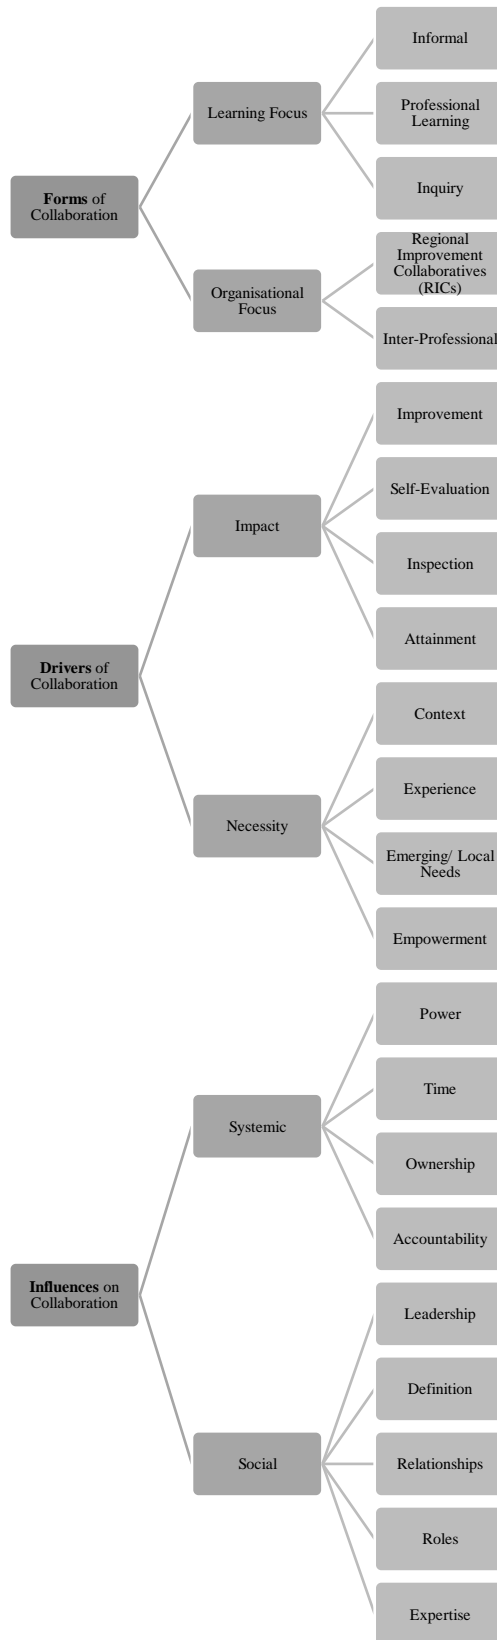 Forms of
Collaboration
Learning Focus
Informal
Professional
Learning
Inquiry
Organisational
Focus
Regional
Improvement
Collaboratives
(RICs)
Inter-Professional
Drivers of
Collaboration
Impact
Improvement
Self-Evaluation
Inspection
Attainment
Necessity
Context
Experience
Emerging/ Local
Needs
Empowerment
Influences on
Collaboration
Systemic
Power
Time
Ownership
Accountability
Social
Leadership
Definition
Relationships
Roles
Expertise